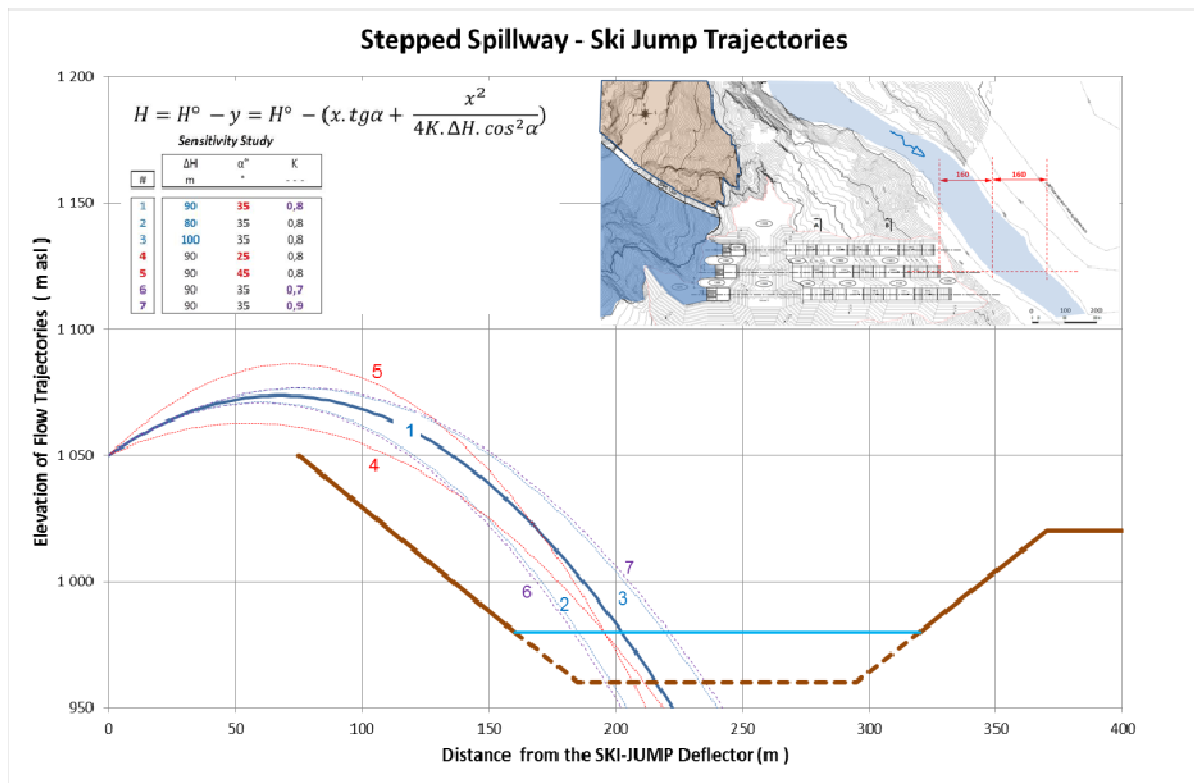 Stepped Spillway - Ski Jump Trajectories
1 200
1 150
1 100
1 050
1 000
950
Elevation of Flow Trajectories ( m asl )
H = H° − y = H° − (x.tgα + x² / 4K.ΔH.cos²α)
Sensitivity Study
# ΔH m α° ° K - - -
1 90 35 0,8
2 80 35 0,8
3 100 35 0,8
4 90 25 0,8
5 90 45 0,8
6 90 35 0,7
7 90 35 0,9
160 160
A A
0 100 200
5
1
4
6 2 3 7
0 50 100 150 200 250 300 350 400
Distance from the SKI-JUMP Deflector (m )